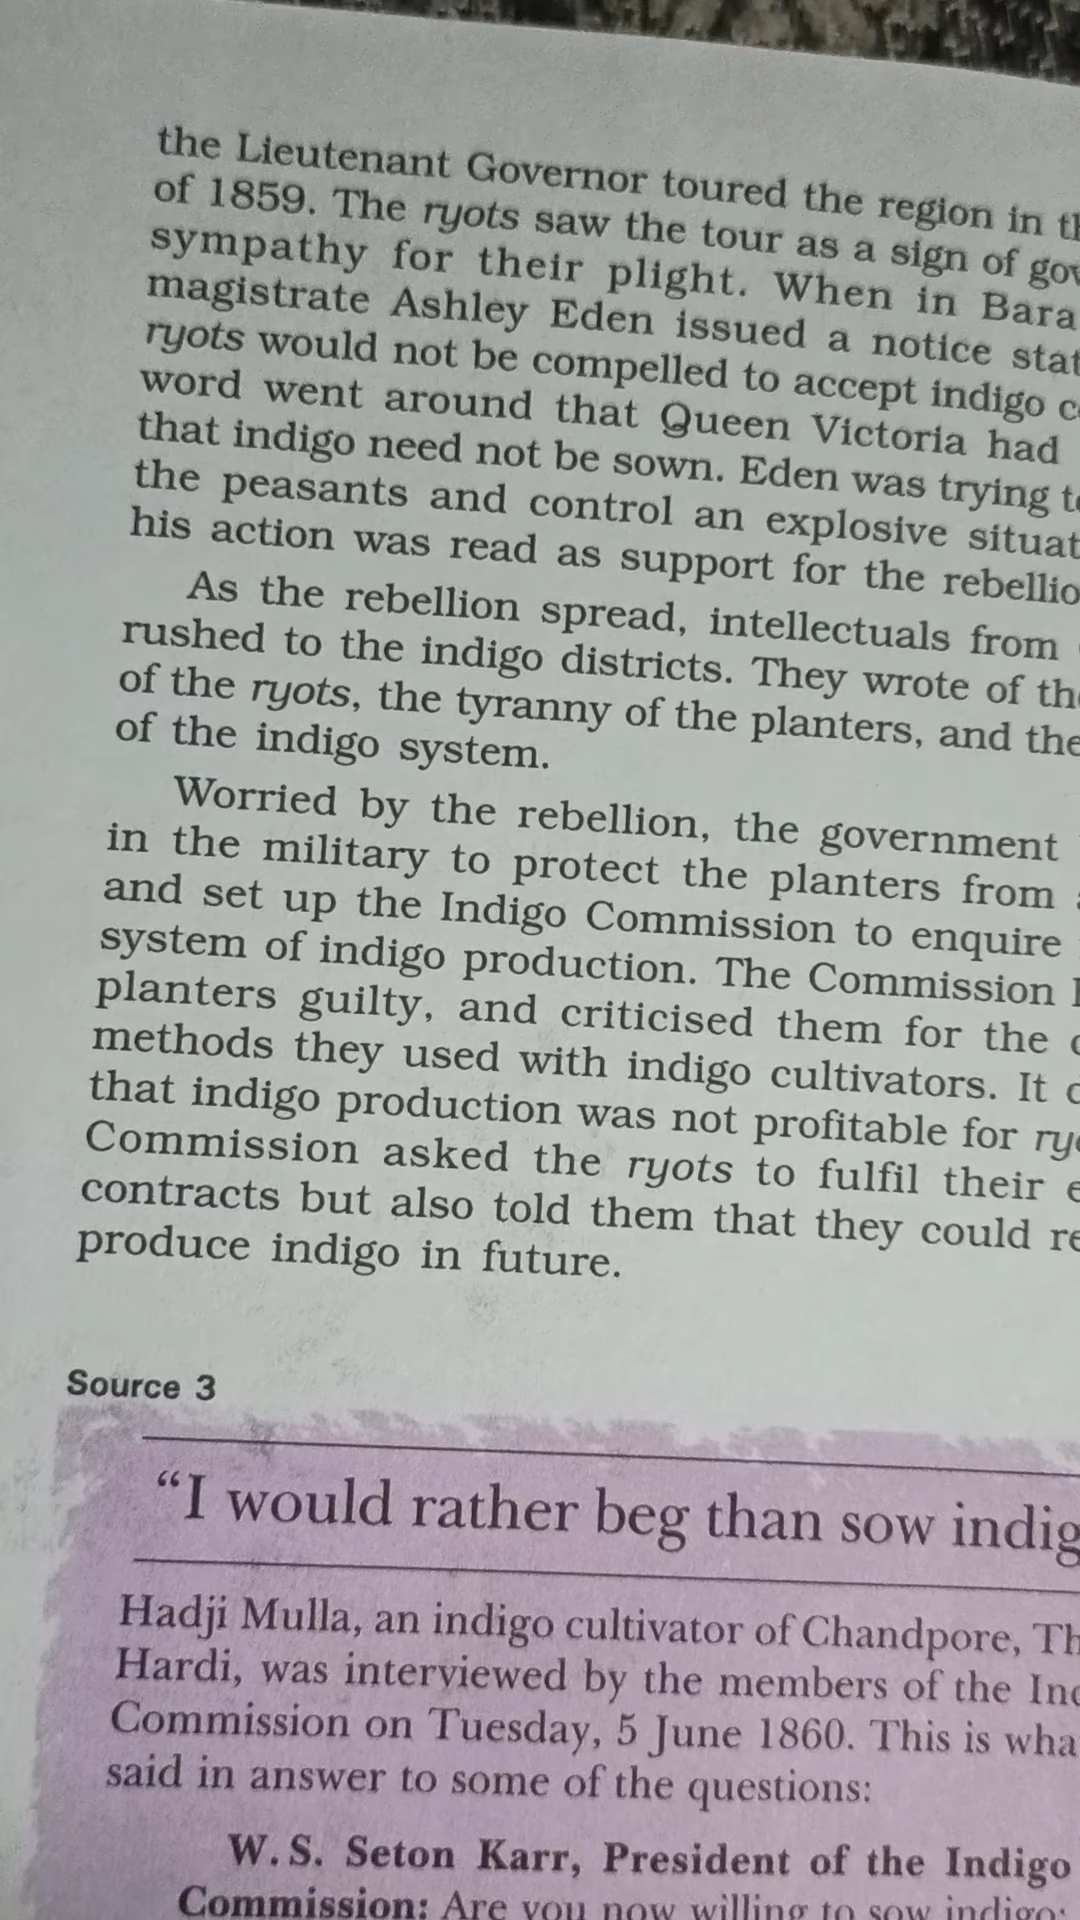 the Lieutenant Governor toured the region in
of 1859. The ryots saw the tour as a sign of
sympathy for their plight. When in
magistrate Ashley Eden issued a notice
ryots would not be compelled to accept indigo
word went around that Queen Victoria had
that indigo need not be sown. Eden was trying
the peasants and control an explosive
his action was read as support for the
As the rebellion spread, intellectuals from
rushed to the indigo districts. They wrote of
of the ryots, the tyranny of the planters, and
of the indigo system.
Worried by the rebellion, the government
in the military to protect the planters from
and set up the Indigo Commission to enquire
system of indigo production. The Commission
planters guilty, and criticised them for the
methods they used with indigo cultivators. It
that indigo production was not profitable for
Commission asked the ryots to fulfil their
contracts but also told them that they could
produce indigo in future.
Source 3
“I would rather beg than sow
Hadji Mulla, an indigo cultivator of Chandpore,
Hardi, was interviewed by the members of the
Commission on Tuesday, 5 June 1860. This is
said in answer to some of the questions:
W.S. Seton Karr, President of the Indigo
Commission: Are you now willing to sow indigo